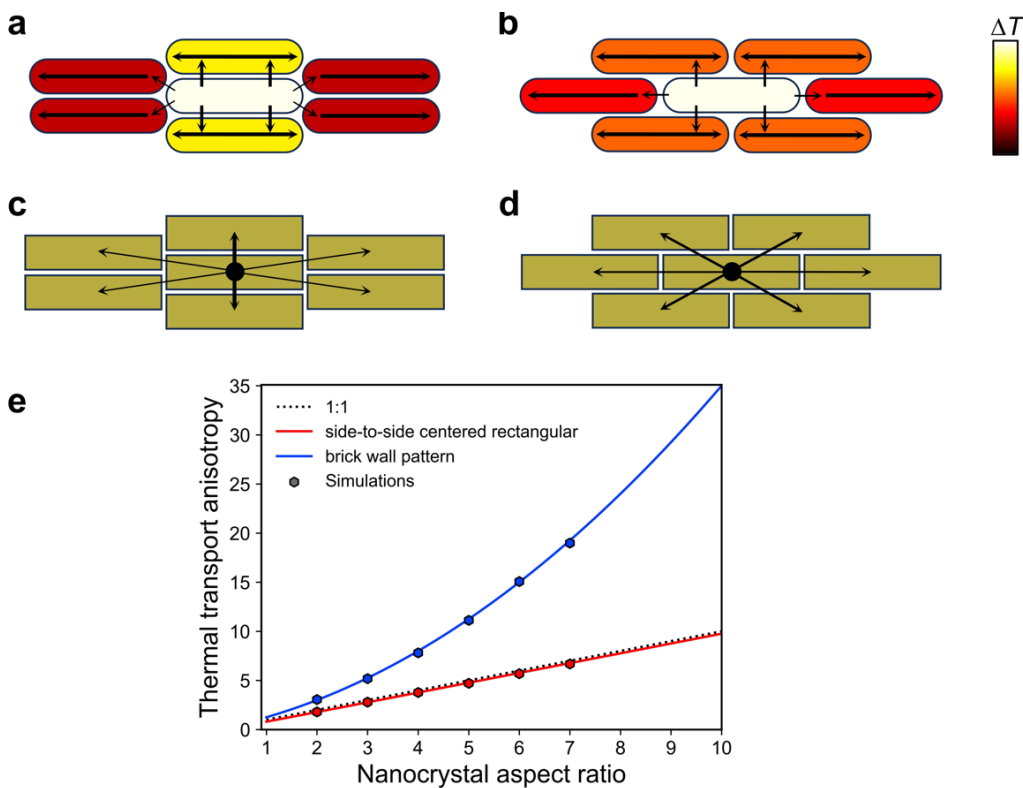 a
b
ΔT
c
d
e
Thermal transport anisotropy
35
30
25
20
15
10
5
0
1:1
side-to-side centered rectangular
brick wall pattern
Simulations
1 2 3 4 5 6 7 8 9 10
Nanocrystal aspect ratio